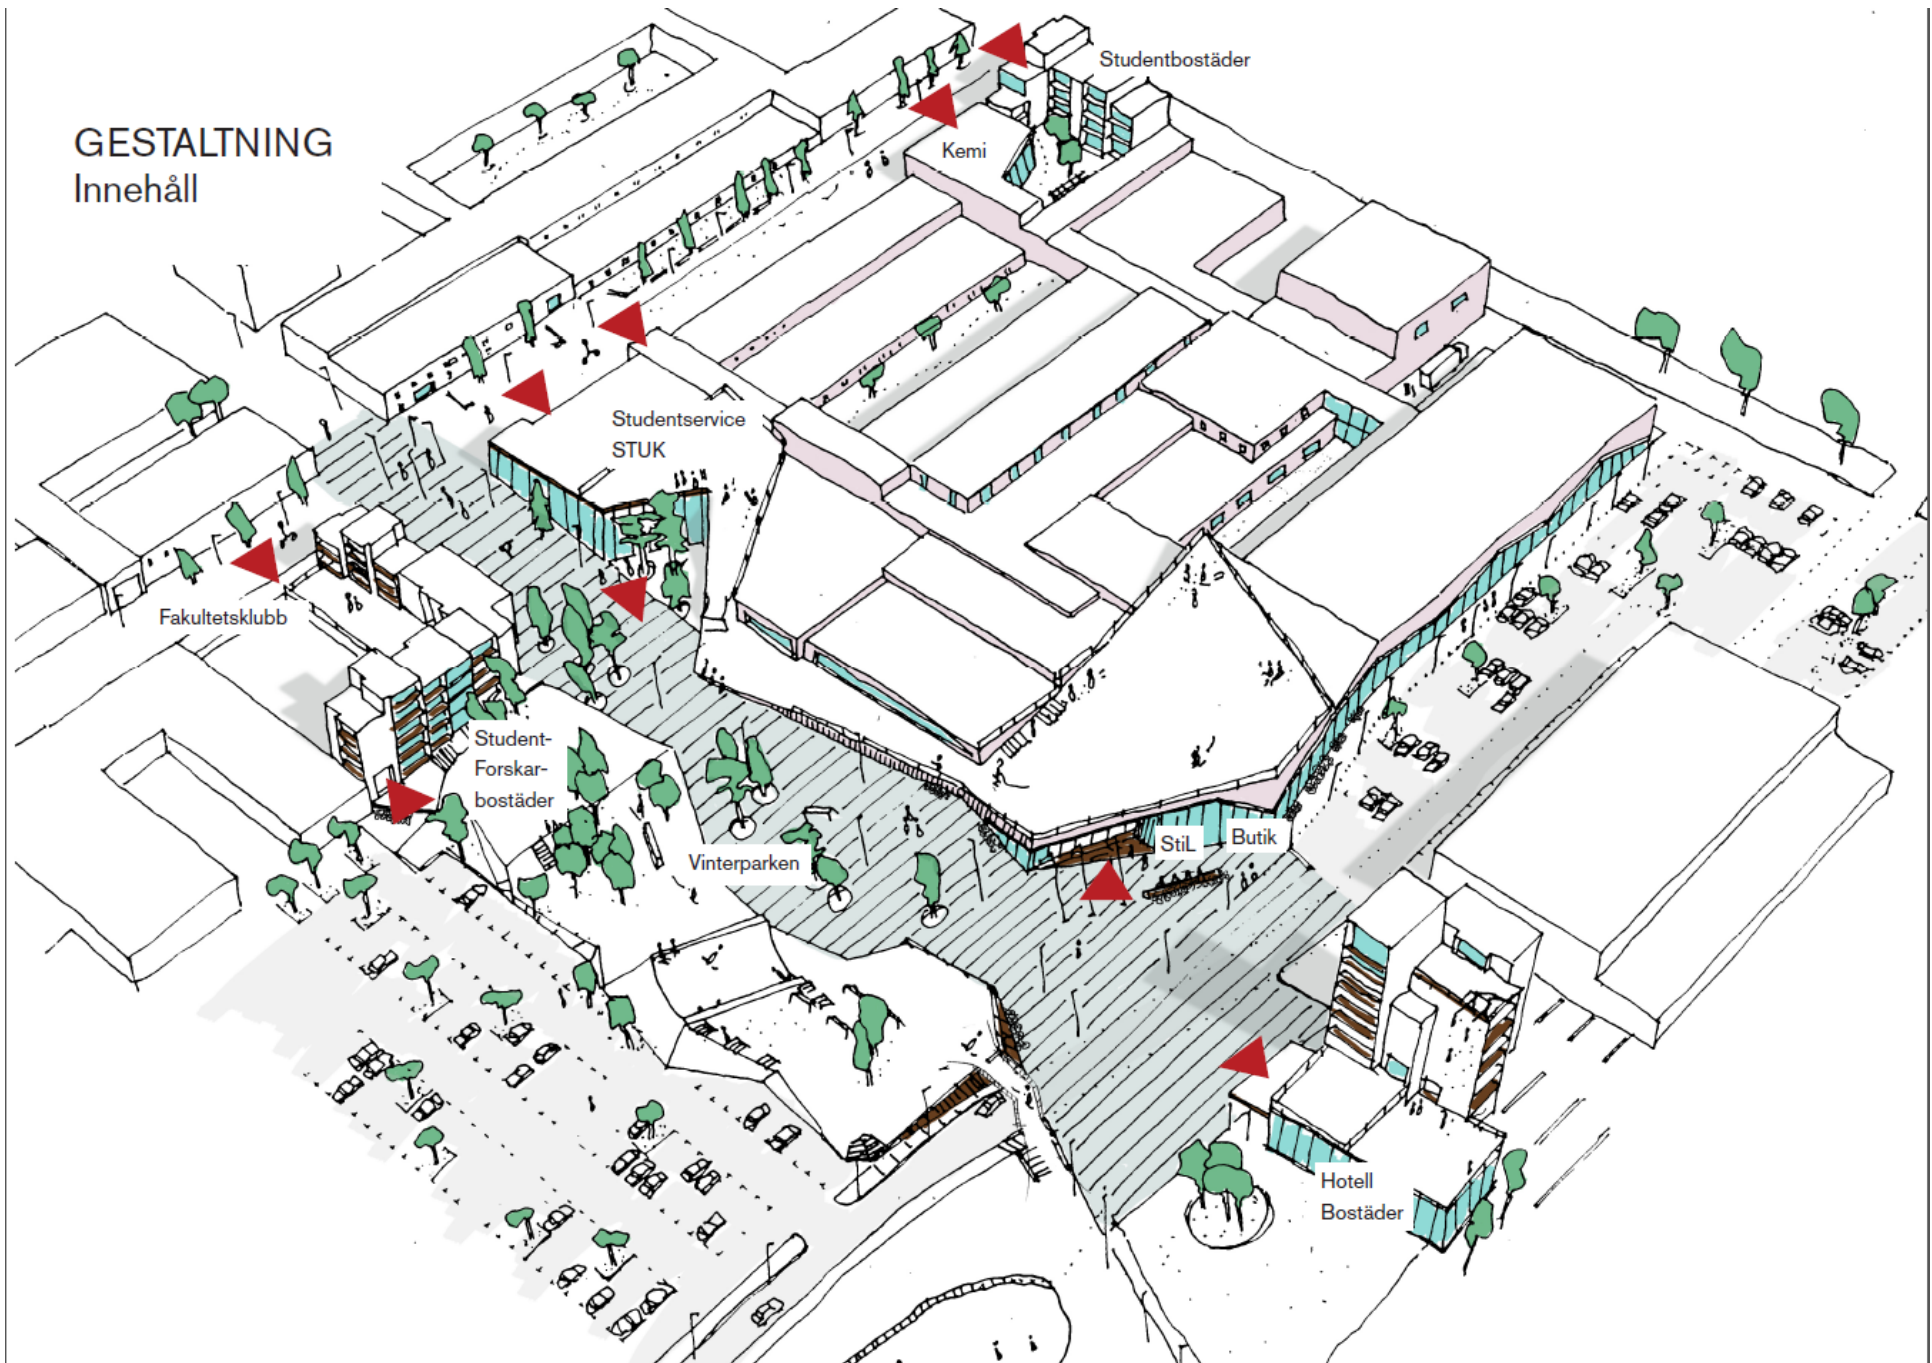 GESTALTNING
Innehåll
Studentbostäder
Kemi
Studentservice
STUK
Fakultetsklubb
Student-
Forskar-
bostäder
Vinterparken
StiL
Butik
Hotell
Bostäder